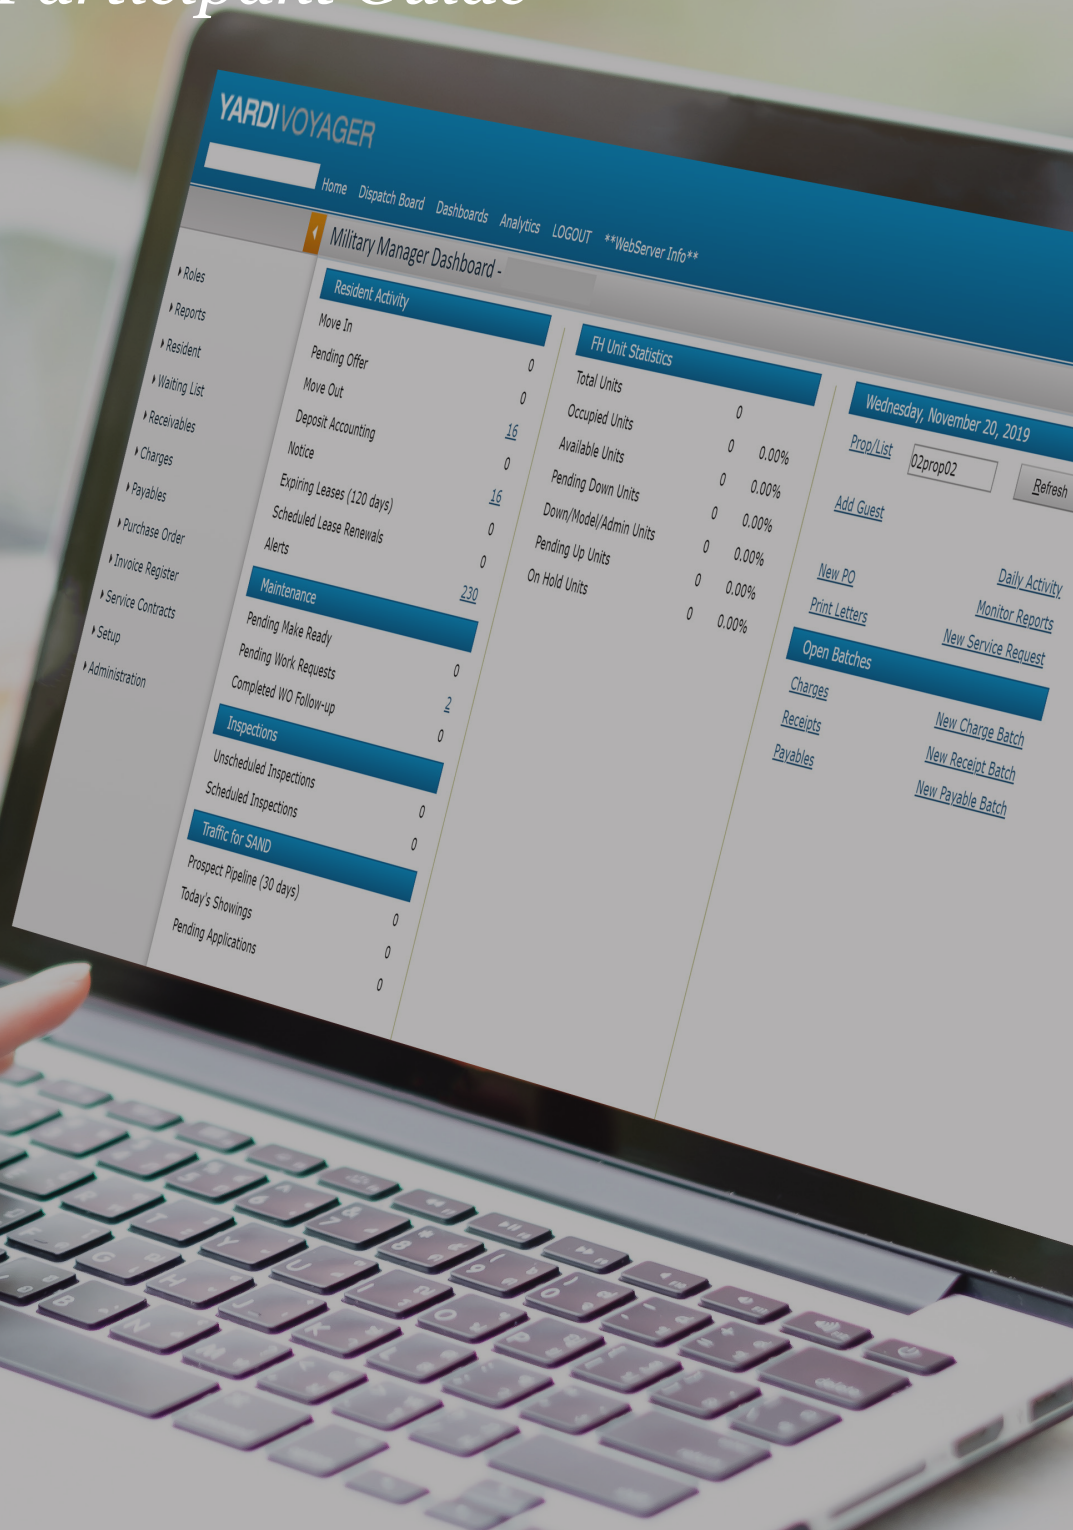 Participant Guide
YARDI VOYAGER
Home Dispatch Board Dashboards Analytics LOGOUT **WebServer Info**
Military Manager Dashboard -
Roles
Reports
Resident
Waiting List
Receivables
Charges
Payables
Purchase Order
Invoice Register
Service Contracts
Setup
Administration
Resident Activity
Move In 0
Pending Offer 0
Move Out 16
Deposit Accounting 0
Notice 16
Expiring Leases (120 days) 0
Scheduled Lease Renewals 0
Alerts 230
Maintenance
Pending Make Ready 0
Pending Work Requests 2
Completed WO Follow-up 0
Inspections
Unscheduled Inspections 0
Scheduled Inspections 0
Traffic for SAND
Prospect Pipeline (30 days) 0
Today's Showings 0
Pending Applications 0
FH Unit Statistics
Total Units 0
Occupied Units 0 0.00%
Available Units 0 0.00%
Pending Down Units 0 0.00%
Down/Model/Admin Units 0 0.00%
Pending Up Units 0 0.00%
On Hold Units 0 0.00%
Wednesday, November 20, 2019
Prop/List 02prop02 Refresh
Add Guest
New PO Daily Activity
Print Letters Monitor Reports
New Service Request
Open Batches
Charges New Charge Batch
Receipts New Receipt Batch
Payables New Payable Batch
6 7 8 9 0
R T Y U I O P
F G H J K L
B N M
delete